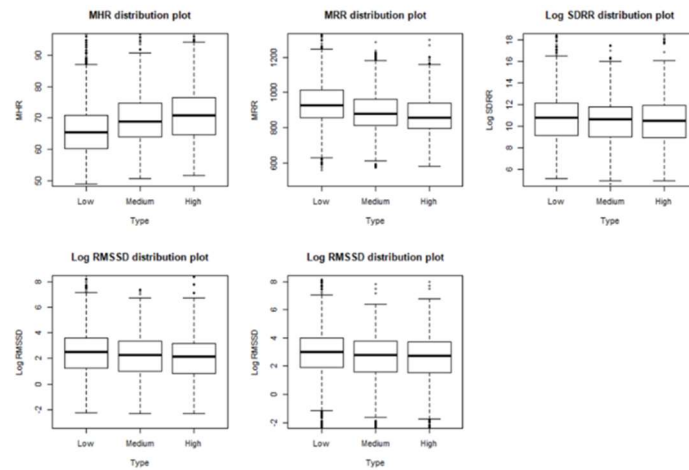 MHR distribution plot
MHR
90
80
70
60
50
Low
Medium
High
Type
MRR distribution plot
MRR
1200
1000
800
600
Low
Medium
High
Type
Log SDRR distribution plot
Log SDRR
18
16
14
12
10
8
6
Low
Medium
High
Type
Log RMSSD distribution plot
Log RMSSD
8
6
4
2
0
-2
Low
Medium
High
Type
Log RMSSD distribution plot
Log RMSSD
8
6
4
2
0
-2
Low
Medium
High
Type